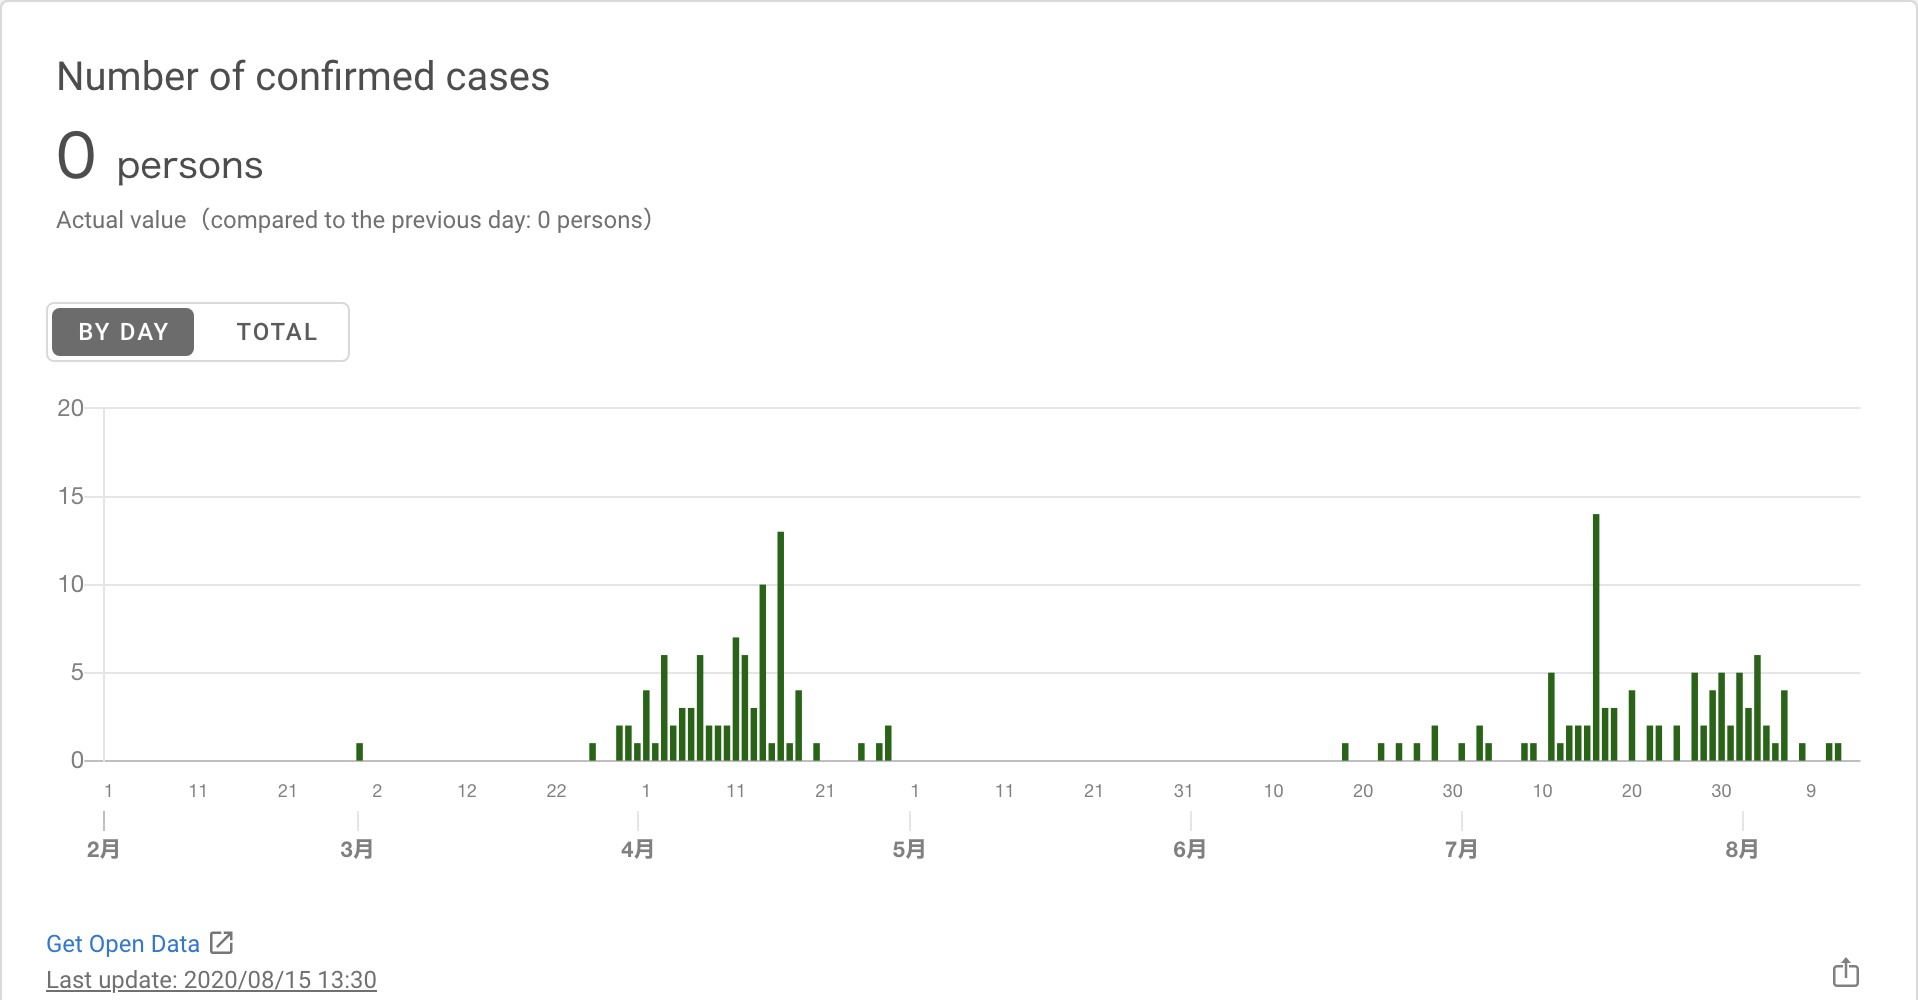 Number of confirmed cases
0 persons
Actual value（compared to the previous day: 0 persons）
BY DAY TOTAL
20
15
10
5
0
1 11 21 2 12 22 1 11 21 1 11 21 31 10 20 30 10 20 30 9
2月 3月 4月 5月 6月 7月 8月
Get Open Data
Last update: 2020/08/15 13:30